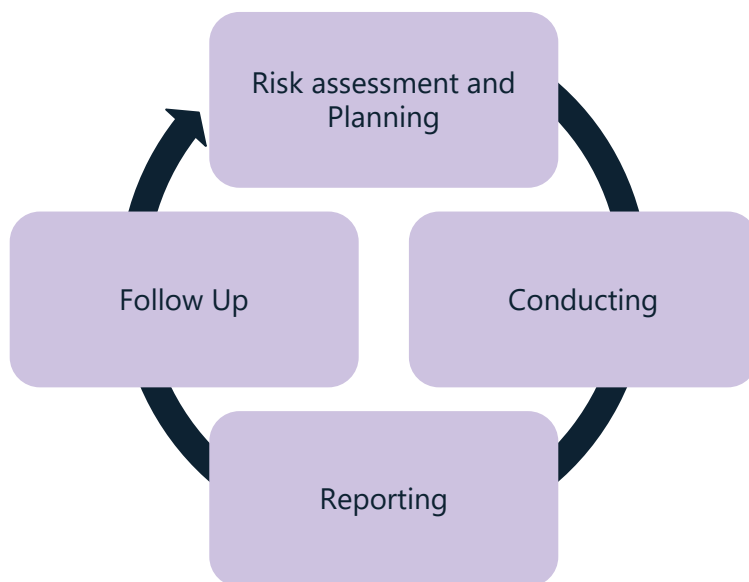 Risk assessment and
Planning
Conducting
Reporting
Follow Up